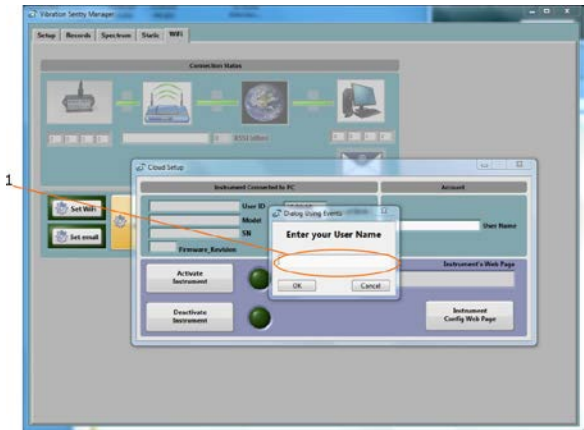 Vibration Sentry Manager
Setup Records Spectrum Static WiFi
Connection Status
RSSI (dBm)
1
Cloud Setup
Instrument Connected to PC
Account
Set WiFi
Set email
User ID
Model
SN
Firmware_Revision
Dialog Using Events
Enter your User Name
OK Cancel
User Name
Activate Instrument
Instrument's Web Page
Deactivate Instrument
Instrument Config Web Page